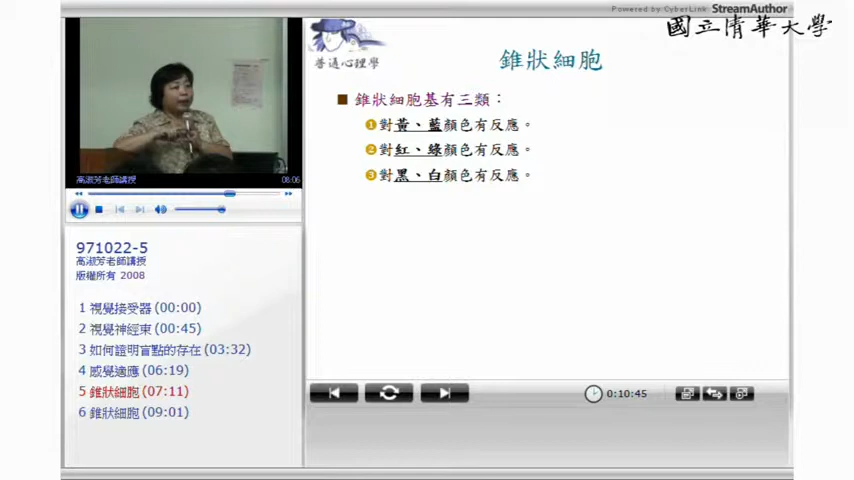 Powered by CyberLink StreamAuthor
國立清華大學
普通心理學
錐狀細胞
錐狀細胞基有三類：
❶對黃、藍顏色有反應。
❷對紅、綠顏色有反應。
❸對黑、白顏色有反應。
高淑芳老師講授
08:06
971022-5
高淑芳老師講授
版權所有 2008
1 視覺接受器 (00:00)
2 視覺神經束 (00:45)
3 如何證明盲點的存在 (03:32)
4 感覺適應 (06:19)
5 錐狀細胞 (07:11)
6 錐狀細胞 (09:01)
0:10:45